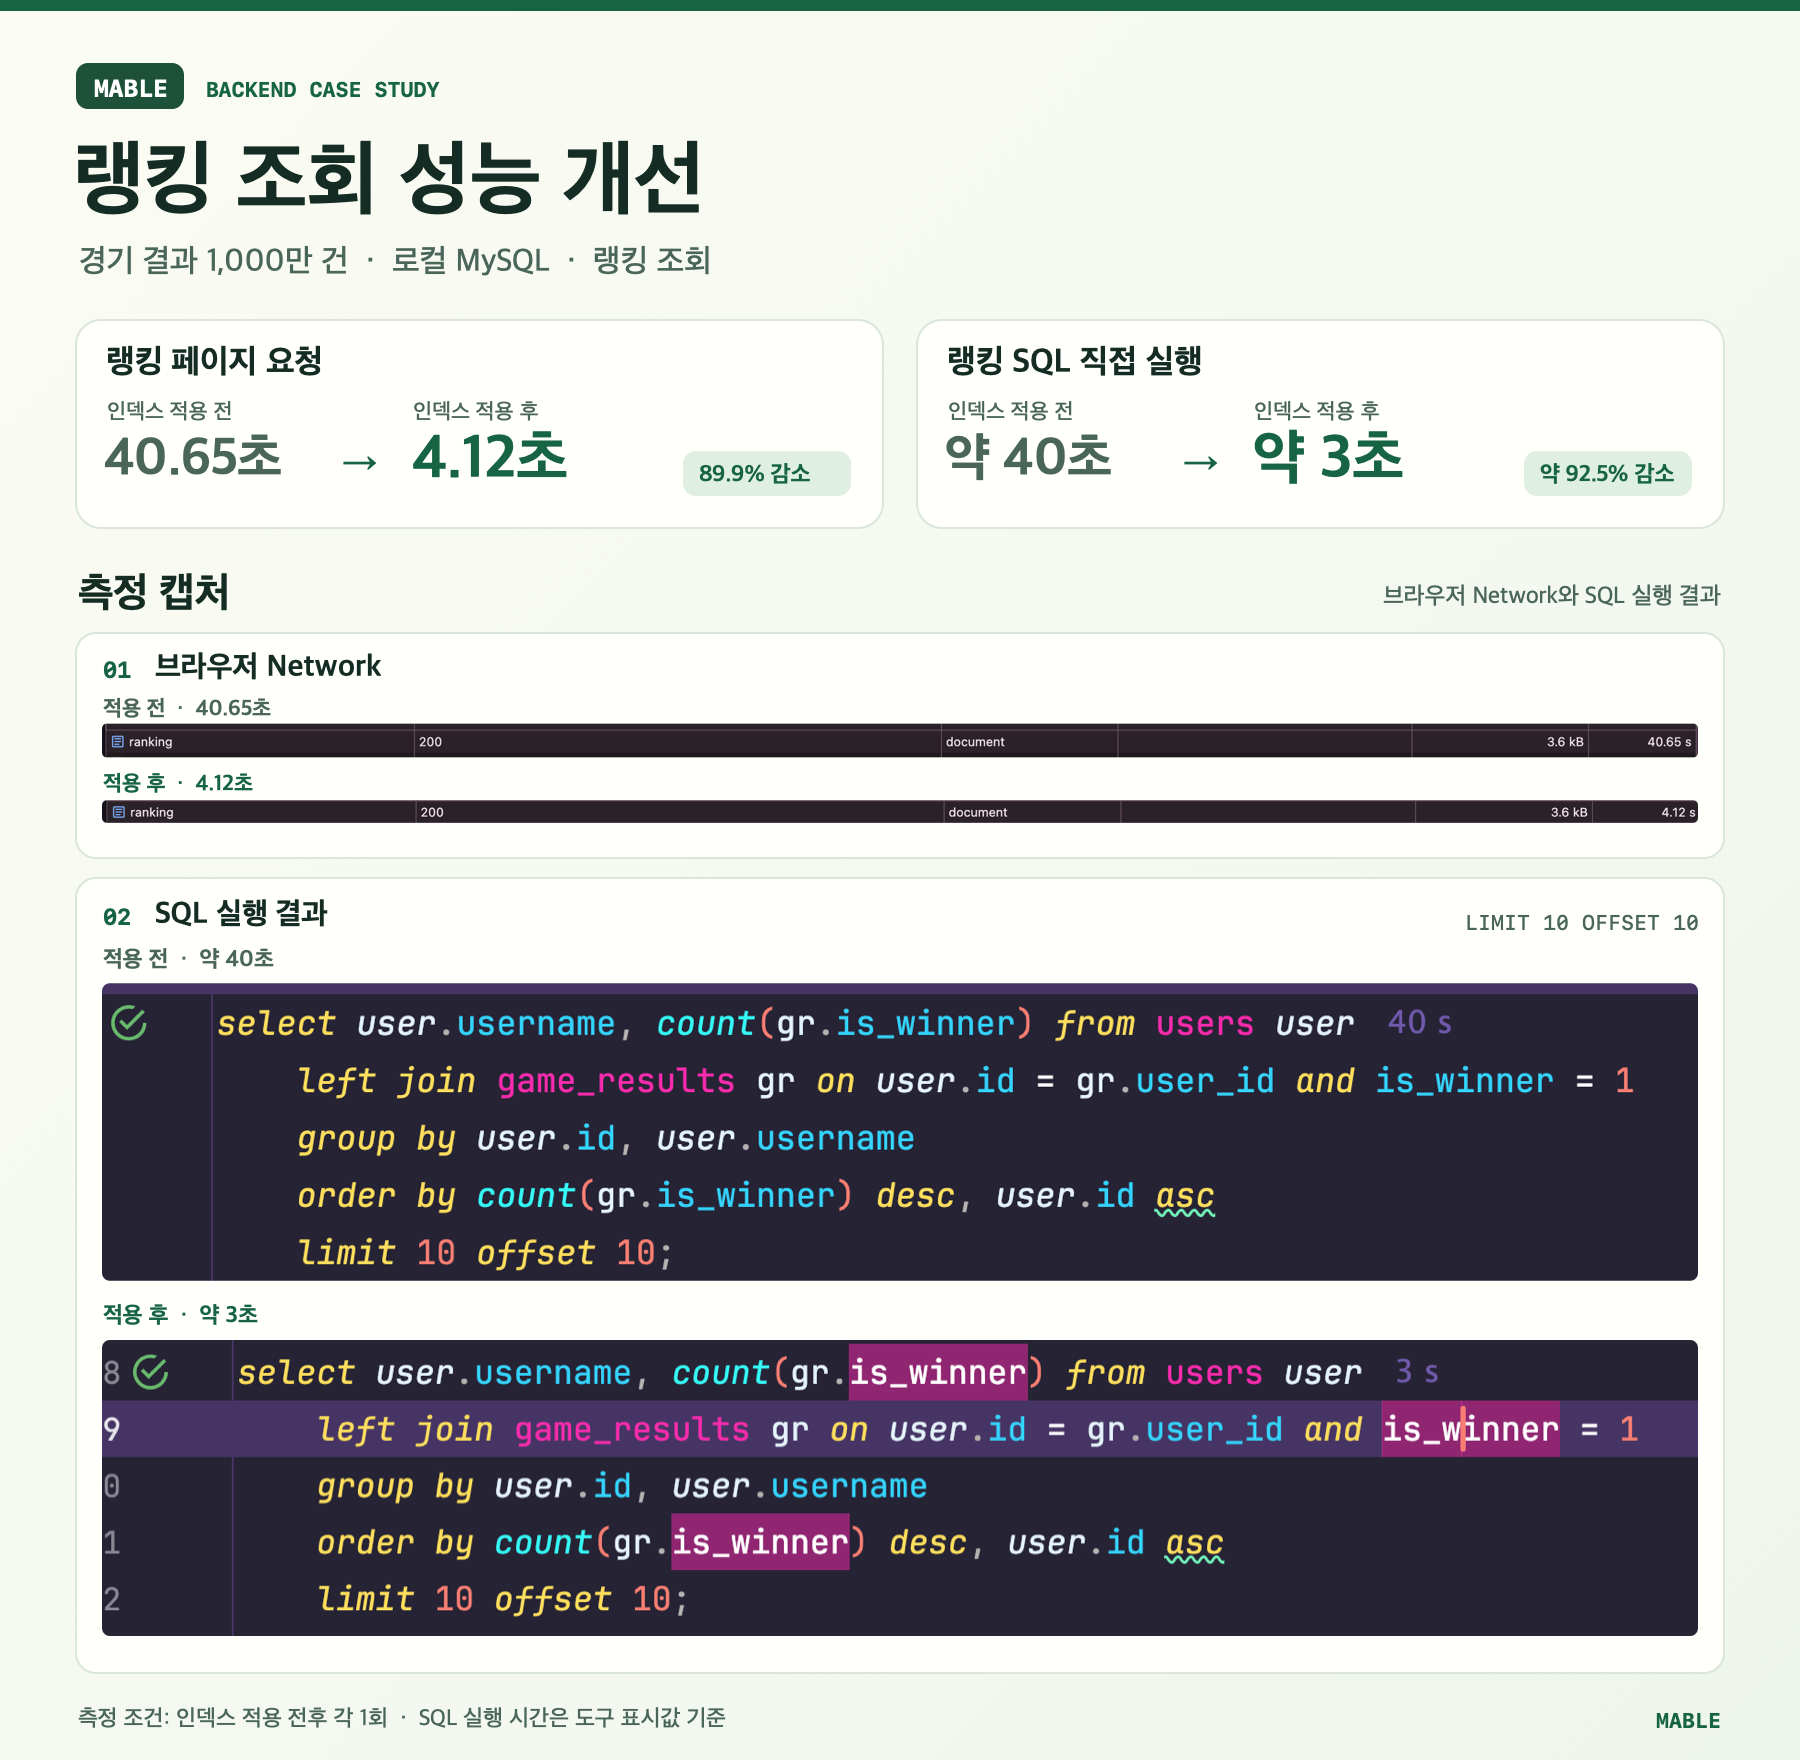 MABLE BACKEND CASE STUDY
랭킹 조회 성능 개선
경기 결과 1,000만 건 · 로컬 MySQL · 랭킹 조회
랭킹 페이지 요청
인덱스 적용 전 인덱스 적용 후
40.65초 → 4.12초 89.9% 감소
랭킹 SQL 직접 실행
인덱스 적용 전 인덱스 적용 후
약 40초 → 약 3초 약 92.5% 감소
측정 캡처 브라우저 Network와 SQL 실행 결과
01 브라우저 Network
적용 전 · 40.65초
ranking 200 document 3.6 kB 40.65 s
적용 후 · 4.12초
ranking 200 document 3.6 kB 4.12 s
02 SQL 실행 결과 LIMIT 10 OFFSET 10
적용 전 · 약 40초
select user.username, count(gr.is_winner) from users user 40 s
left join game_results gr on user.id = gr.user_id and is_winner = 1
group by user.id, user.username
order by count(gr.is_winner) desc, user.id asc
limit 10 offset 10;
적용 후 · 약 3초
8 select user.username, count(gr.is_winner) from users user 3 s
9 left join game_results gr on user.id = gr.user_id and is_winner = 1
0 group by user.id, user.username
1 order by count(gr.is_winner) desc, user.id asc
2 limit 10 offset 10;
측정 조건: 인덱스 적용 전후 각 1회 · SQL 실행 시간은 도구 표시값 기준 MABLE